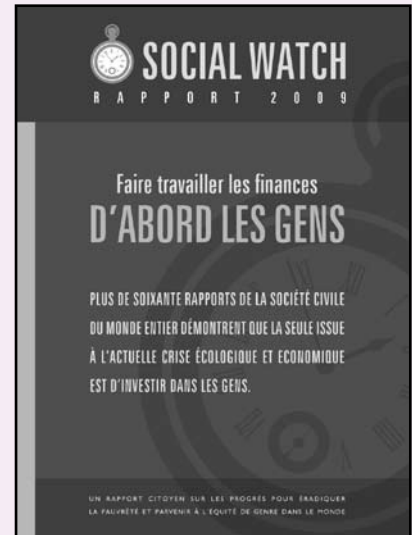 SOCIAL WATCH
RAPPORT 2009
Faire travailler les finances
D'ABORD LES GENS
PLUS DE SOIXANTE RAPPORTS DE LA SOCIÉTÉ CIVILE
DU MONDE ENTIER DÉMONTRENT QUE LA SEULE ISSUE
À L'ACTUELLE CRISE ÉCOLOGIQUE ET ECONOMIQUE
EST D'INVESTIR DANS LES GENS.
UN RAPPORT CITOYEN SUR LES PROGRÈS POUR ÉRADIQUER
LA PAUVRETÉ ET PARVENIR À L'ÉQUITÉ DE GENRE DANS LE MONDE